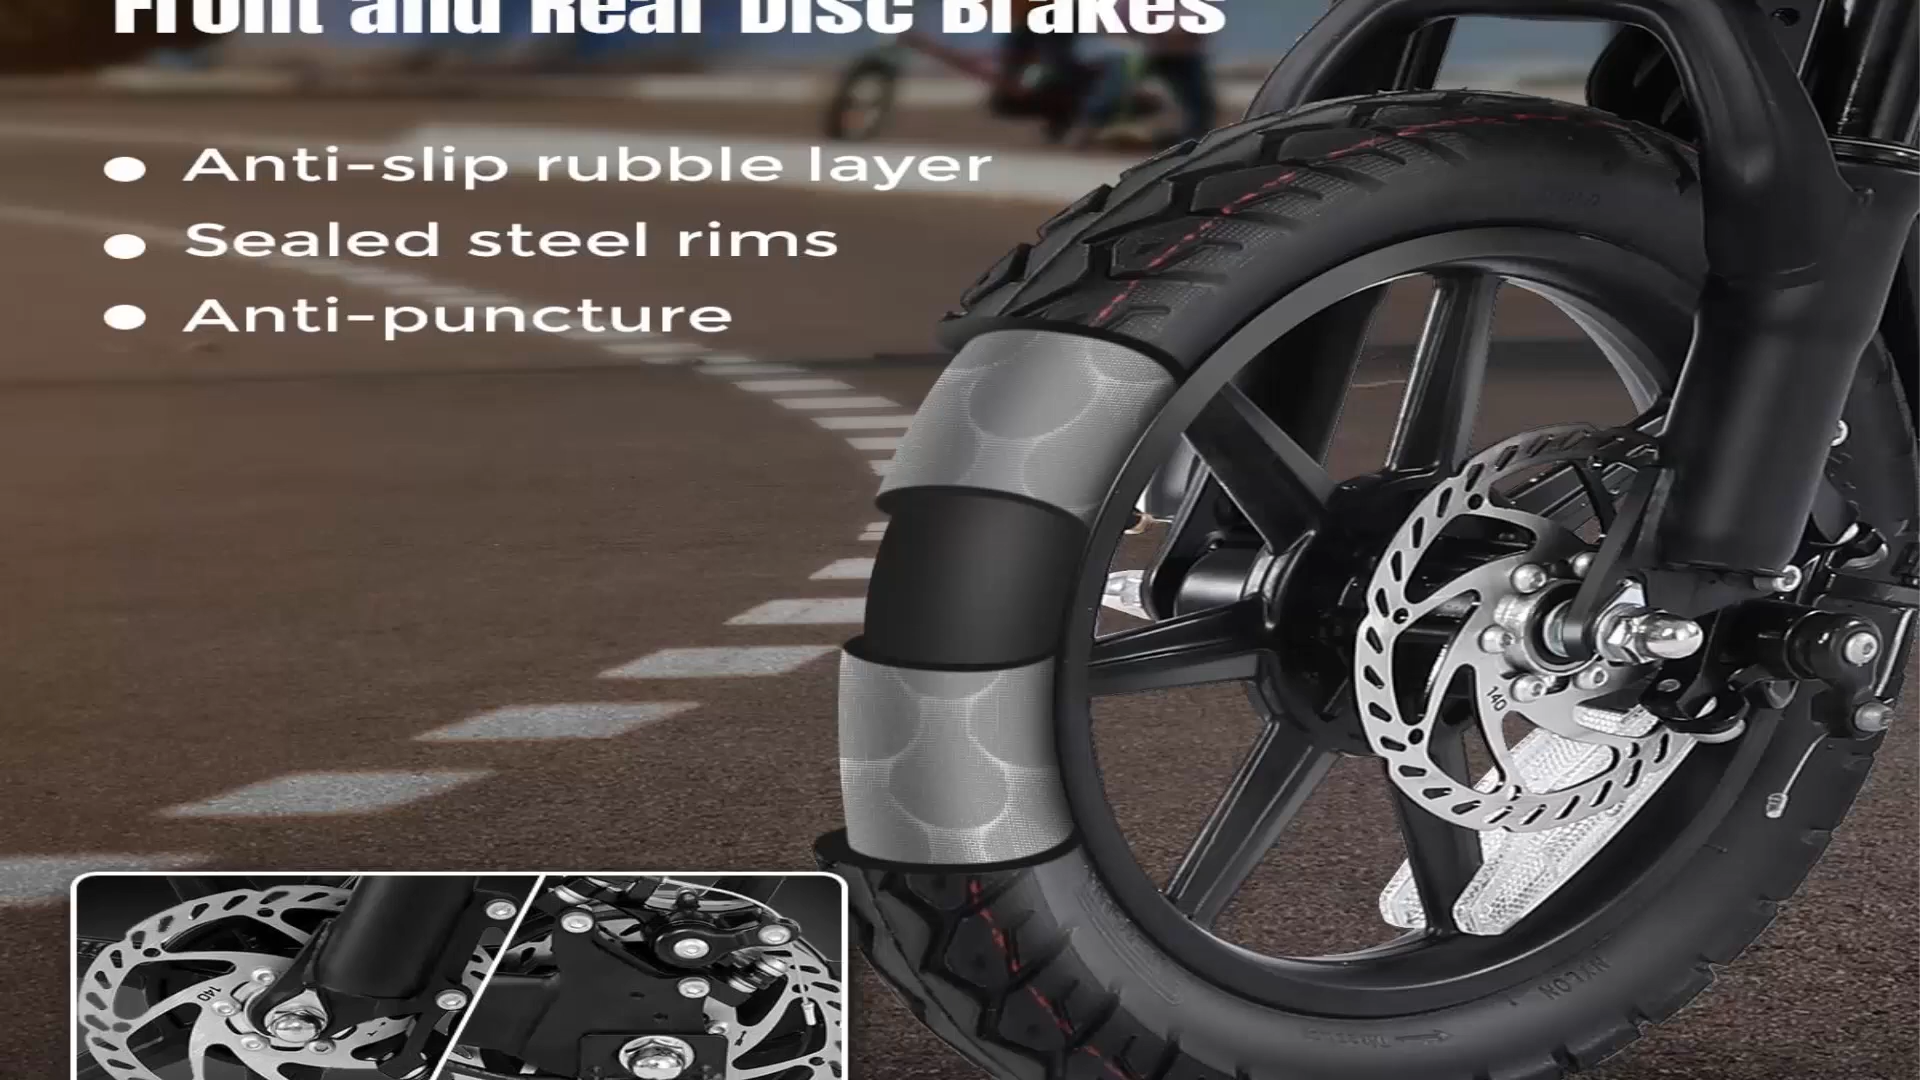 Front and Rear Disc Brakes
Anti-slip rubble layer
Sealed steel rims
Anti-puncture
140
NYLON
140